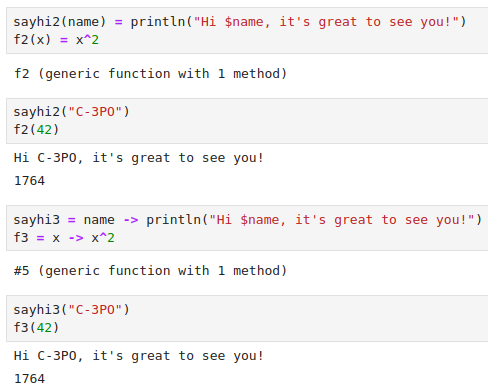 sayhi2(name) = println("Hi $name, it's great to see you!")
f2(x) = x^2
f2 (generic function with 1 method)
sayhi2("C-3PO")
f2(42)
Hi C-3PO, it's great to see you!
1764
sayhi3 = name -> println("Hi $name, it's great to see you!")
f3 = x -> x^2
#5 (generic function with 1 method)
sayhi3("C-3PO")
f3(42)
Hi C-3PO, it's great to see you!
1764